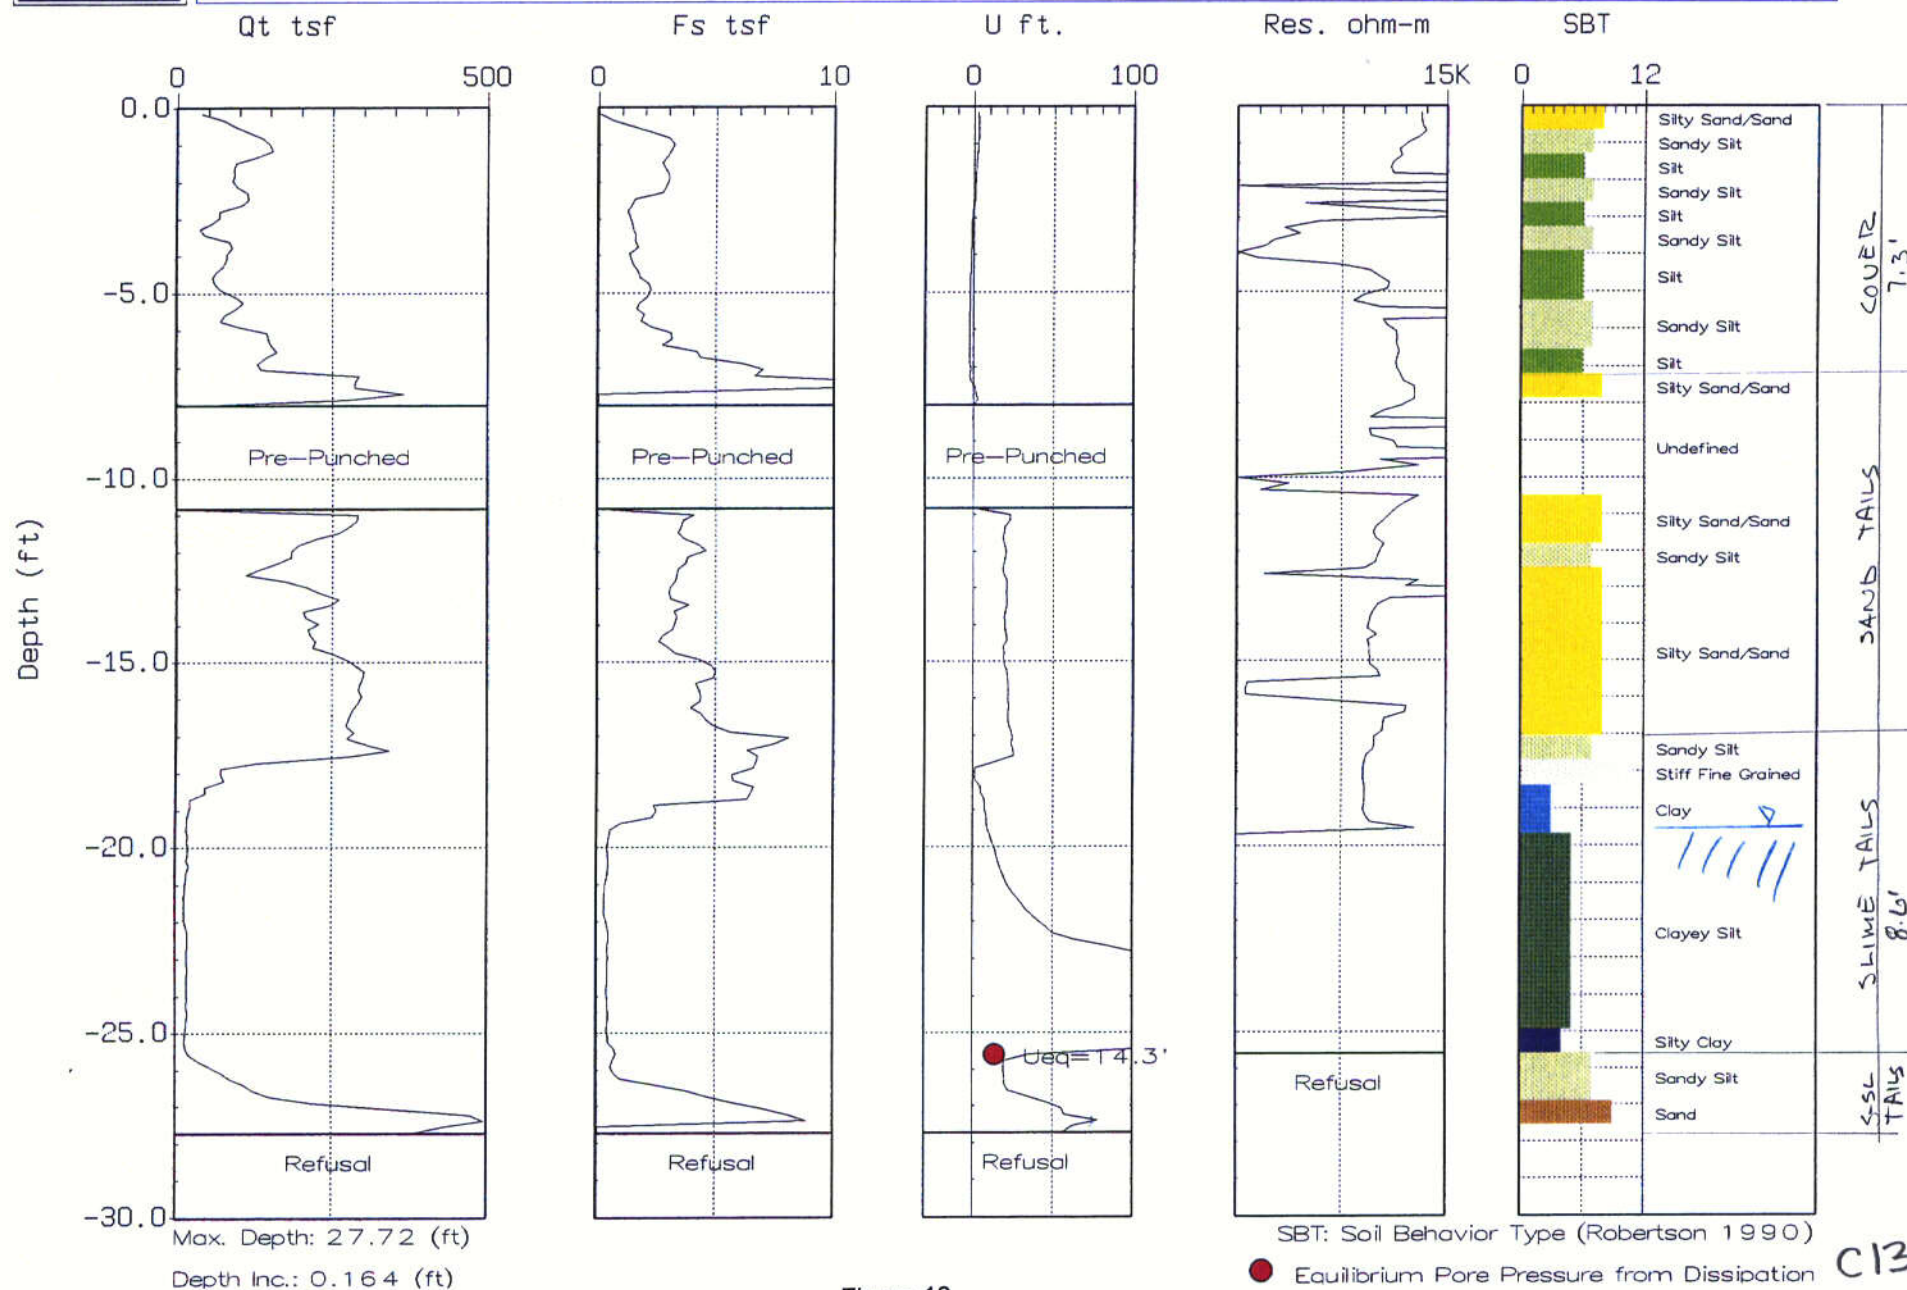 Qt tsf Fs tsf U ft. Res. ohm-m SBT
0 500 0 10 0 100 15K 0 12
0.0
-5.0
-10.0
-15.0
-20.0
-25.0
-30.0
Depth (ft)
Pre-Punched Pre-Punched Pre-Punched
Ueq=14.3'
Refusal
Refusal Refusal Refusal
Silty Sand/Sand
Sandy Silt
Silt
Sandy Silt
Silt
Sandy Silt
Silt
Sandy Silt
Silt
Silty Sand/Sand
Undefined
Silty Sand/Sand
Sandy Silt
Silty Sand/Sand
Sandy Silt
Stiff Fine Grained
Clay
Clayey Silt
Silty Clay
Sandy Silt
Sand
COVER
7.3'
SAND TAILS
SLIME TAILS
8.6'
TAILS
Max. Depth: 27.72 (ft)
Depth Inc.: 0.164 (ft)
SBT: Soil Behavior Type (Robertson 1990)
Equilibrium Pore Pressure from Dissipation
C13